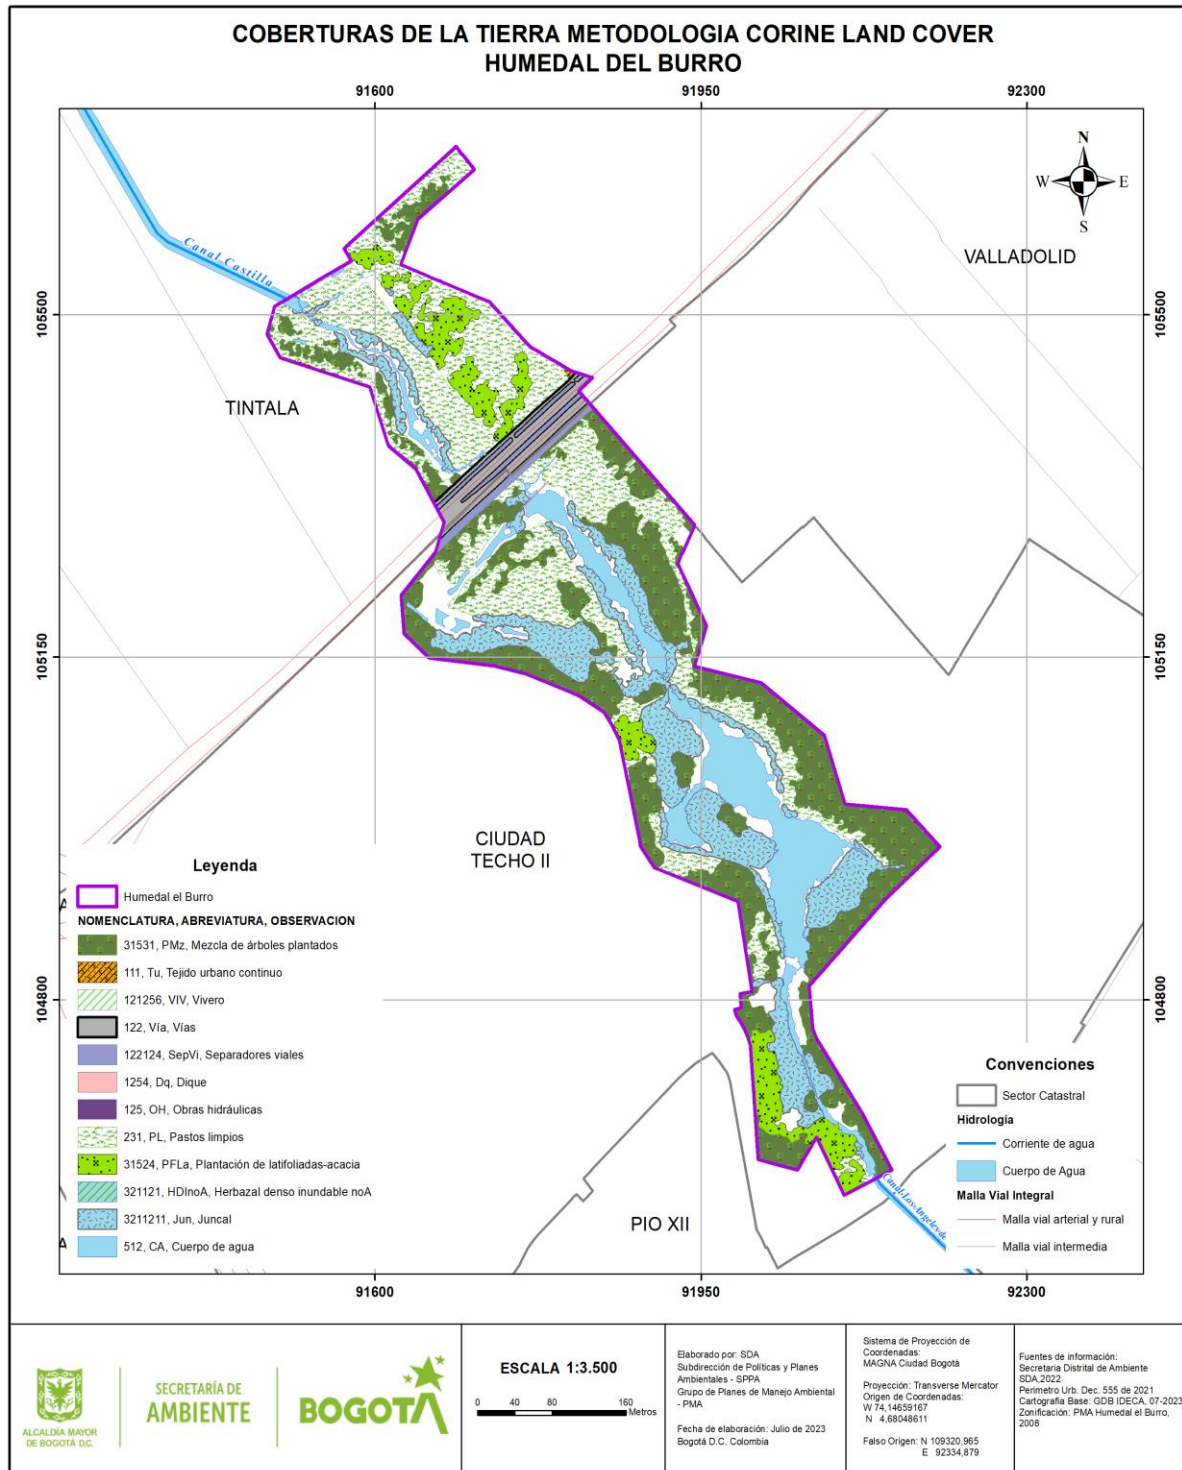 COBERTURAS DE LA TIERRA METODOLOGIA CORINE LAND COVER
HUMEDAL DEL BURRO
91600
91950
92300
N
W
E
S
Canal-Castilla
VALLADOLID
105500
105500
TINTALA
105150
105150
CIUDAD
TECHO II
104800
104800
PIO XII
Canal-Los-Angeles-de
Leyenda
Humedal el Burro
NOMENCLATURA, ABREVIATURA, OBSERVACION
31531, PMz, Mezcla de árboles plantados
111, Tu, Tejido urbano continuo
121256, VIV, Vivero
122, Vía, Vías
122124, SepVi, Separadores viales
1254, Dq, Dique
125, OH, Obras hidráulicas
231, PL, Pastos limpios
31524, PFLa, Plantación de latifoliadas-acacia
321121, HDInoA, Herbazal denso inundable noA
3211211, Jun, Juncal
512, CA, Cuerpo de agua
Convenciones
Sector Catastral
Hidrología
Corriente de agua
Cuerpo de Agua
Malla Vial Integral
Malla vial arterial y rural
Malla vial intermedia
91600
91950
92300
ALCALDÍA MAYOR
DE BOGOTÁ D.C.
SECRETARÍA DE
AMBIENTE
BOGOTÁ
ESCALA 1:3.500
0 40 80 160
Metros
Elaborado por: SDA
Subdirección de Políticas y Planes
Ambientales - SPPA
Grupo de Planes de Manejo Ambiental
- PMA
Fecha de elaboración: Julio de 2023
Bogotá D.C. Colombia
Sistema de Proyección de
Coordenadas:
MAGNA Ciudad Bogotá
Proyección: Transverse Mercator
Origen de Coordenadas:
W 74,14659167
N 4,68048611
Falso Origen: N 109320,965
E 92334,879
Fuentes de información:
Secretaria Distrital de Ambiente
SDA,2022
Perimetro Urb. Dec. 555 de 2021
Cartografía Base: GDB IDECA, 07-2023
Zonificación: PMA Humedal el Burro,
2008